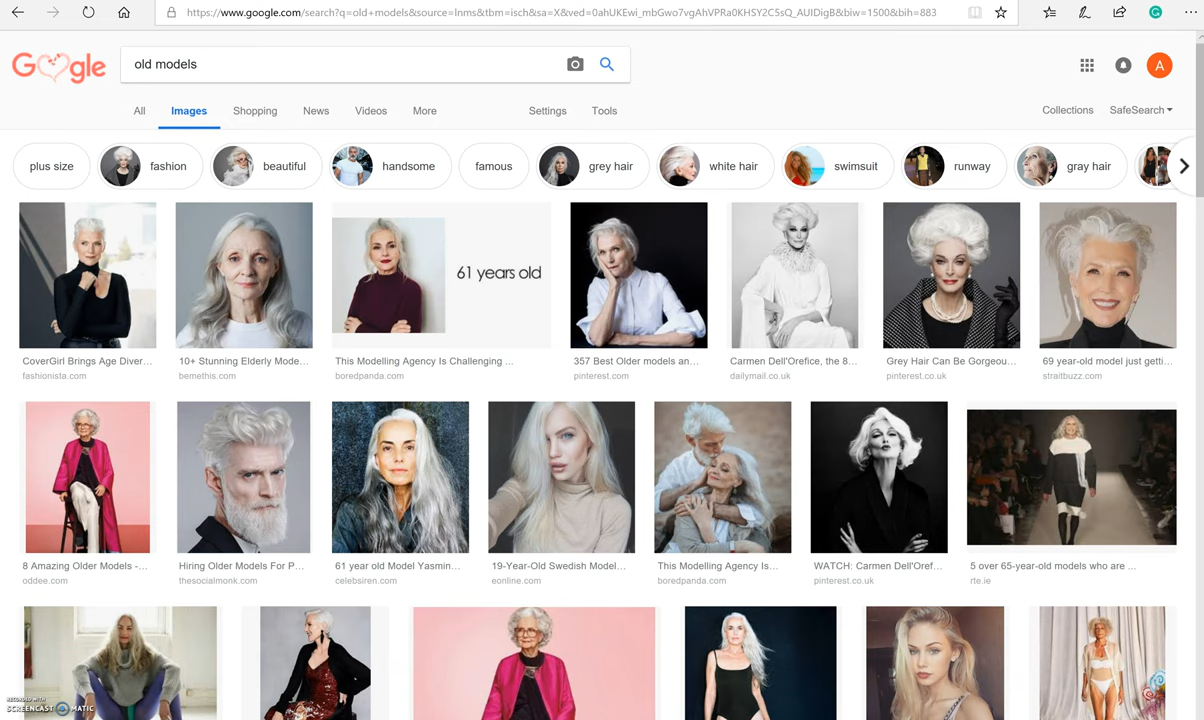 https://www.google.com/search?q=old+models&source=lnms&tbm=isch&sa=X&ved=0ahUKEwi_mbGwo7vgAhVPRa0KHSY2C5sQ_AUIDigB&biw=1500&bih=883
Google
old models
A
All Images Shopping News Videos More Settings Tools Collections SafeSearch
plus size fashion beautiful handsome famous grey hair white hair swimsuit runway gray hair
61 years old
CoverGirl Brings Age Diver... 10+ Stunning Elderly Mode... This Modelling Agency Is Challenging ... 357 Best Older models an... Carmen Dell'Orefice, the 8... Grey Hair Can Be Gorgeou... 69 year-old model just getti...
fashionista.com bemethis.com boredpanda.com pinterest.com dailymail.co.uk pinterest.co.uk straitbuzz.com
8 Amazing Older Models -... Hiring Older Models For P... 61 year old Model Yasmin... 19-Year-Old Swedish Model... This Modelling Agency Is... WATCH: Carmen Dell'Oref... 5 over 65-year-old models who are ...
oddee.com thesocialmonk.com celebsiren.com eonline.com boredpanda.com pinterest.co.uk rte.ie
RECORDED WITH
SCREENCAST MATIC